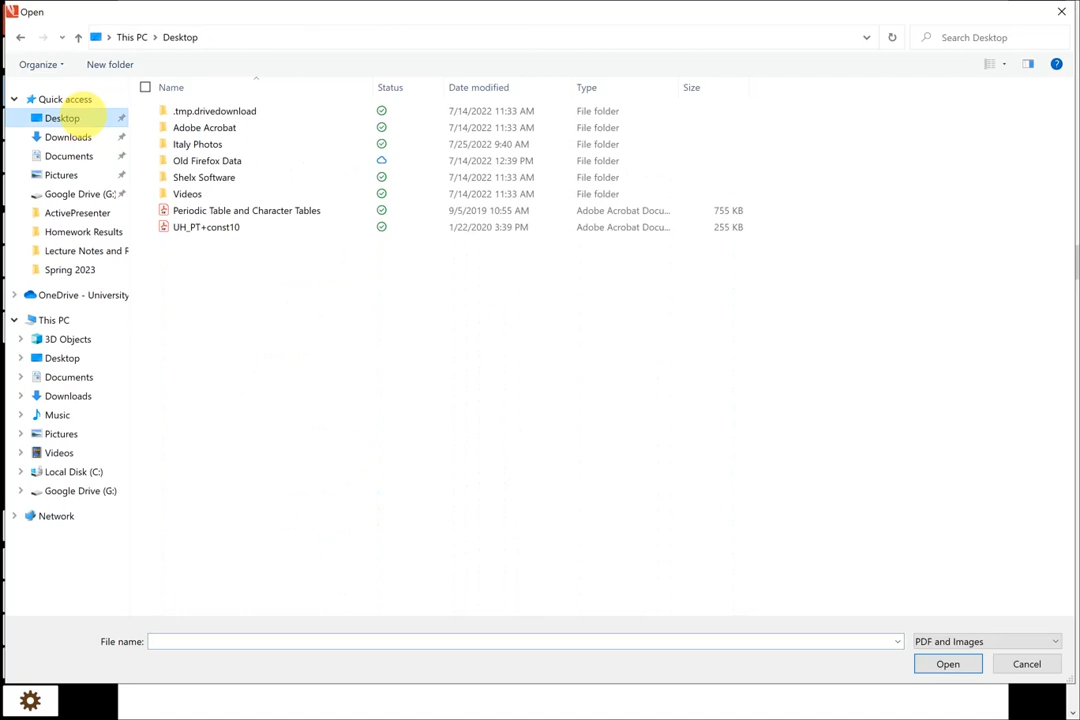 Open
This PC Desktop
Search Desktop
Organize New folder
Name Status Date modified Type Size
Quick access
Desktop
Downloads
Documents
Pictures
Google Drive (G:
ActivePresenter
Homework Results
Lecture Notes and P
Spring 2023
OneDrive - University
This PC
3D Objects
Desktop
Documents
Downloads
Music
Pictures
Videos
Local Disk (C:)
Google Drive (G:)
Network
.tmp.drivedownload 7/14/2022 11:33 AM File folder
Adobe Acrobat 7/14/2022 11:33 AM File folder
Italy Photos 7/25/2022 9:40 AM File folder
Old Firefox Data 7/14/2022 12:39 PM File folder
Shelx Software 7/14/2022 11:33 AM File folder
Videos 7/14/2022 11:33 AM File folder
Periodic Table and Character Tables 9/5/2019 10:55 AM Adobe Acrobat Docu... 755 KB
UH_PT+const10 1/22/2020 3:39 PM Adobe Acrobat Docu... 255 KB
File name: PDF and Images
Open Cancel